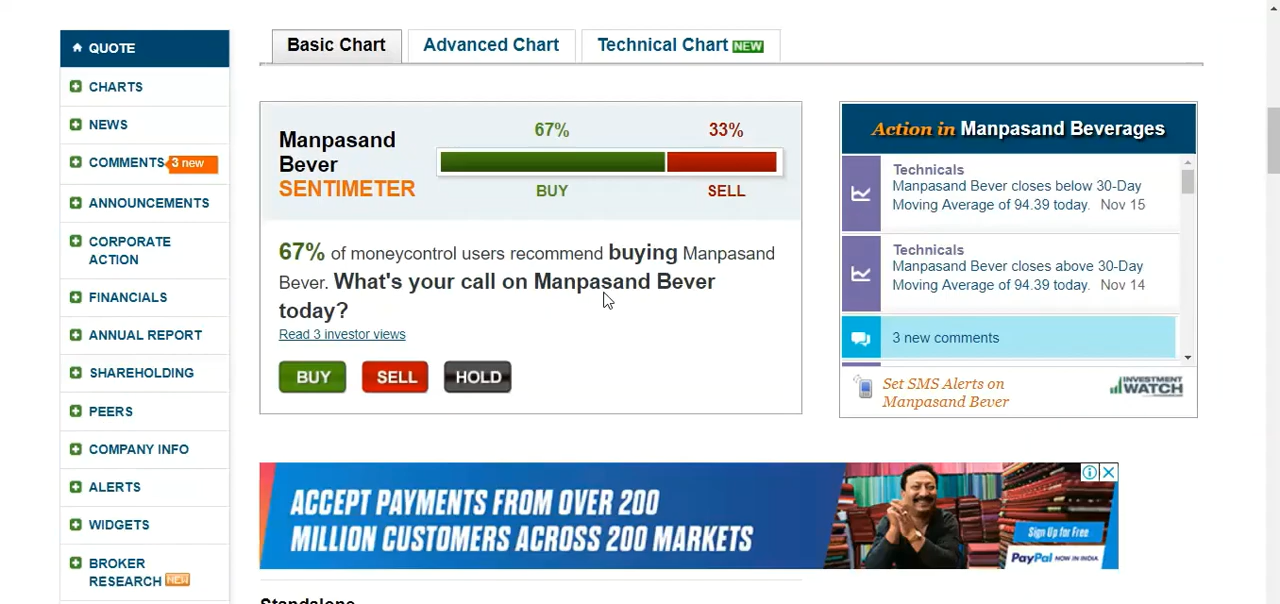 QUOTE
CHARTS
NEWS
COMMENTS 3 new
ANNOUNCEMENTS
CORPORATE
ACTION
FINANCIALS
ANNUAL REPORT
SHAREHOLDING
PEERS
COMPANY INFO
ALERTS
WIDGETS
BROKER
RESEARCH NEW
Basic Chart Advanced Chart Technical Chart NEW
Manpasand
Bever
SENTIMETER
67% 33%
BUY SELL
67% of moneycontrol users recommend buying Manpasand
Bever. What's your call on Manpasand Bever
today?
Read 3 investor views
BUY SELL HOLD
Action in Manpasand Beverages
Technicals
Manpasand Bever closes below 30-Day
Moving Average of 94.39 today. Nov 15
Technicals
Manpasand Bever closes above 30-Day
Moving Average of 94.39 today. Nov 14
3 new comments
Set SMS Alerts on
Manpasand Bever
INVESTMENT
WATCH
ACCEPT PAYMENTS FROM OVER 200
MILLION CUSTOMERS ACROSS 200 MARKETS
Sign Up for Free
PayPal NOW IN INDIA
Standalone